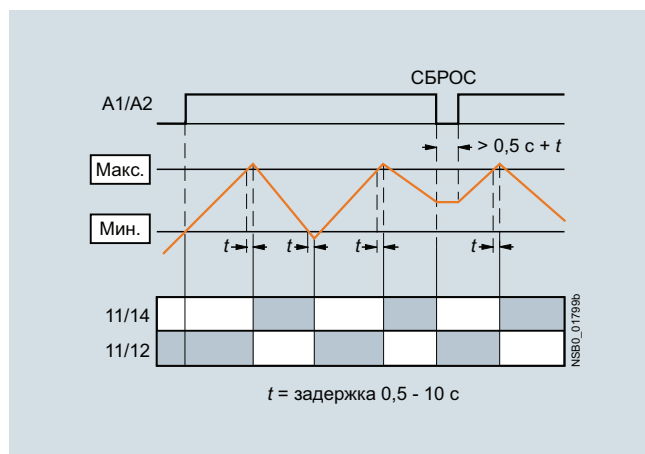 СБРОС
A1/A2
> 0,5 с + t
Макс.
Мин.
t
t
t
t
11/14
11/12
NSB0_01799b
t = задержка 0,5 - 10 с